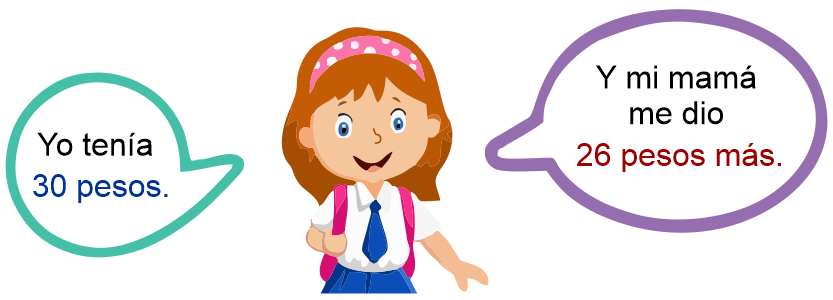 Yo tenía
30 pesos.
Y mi mamá
me dio
26 pesos más.